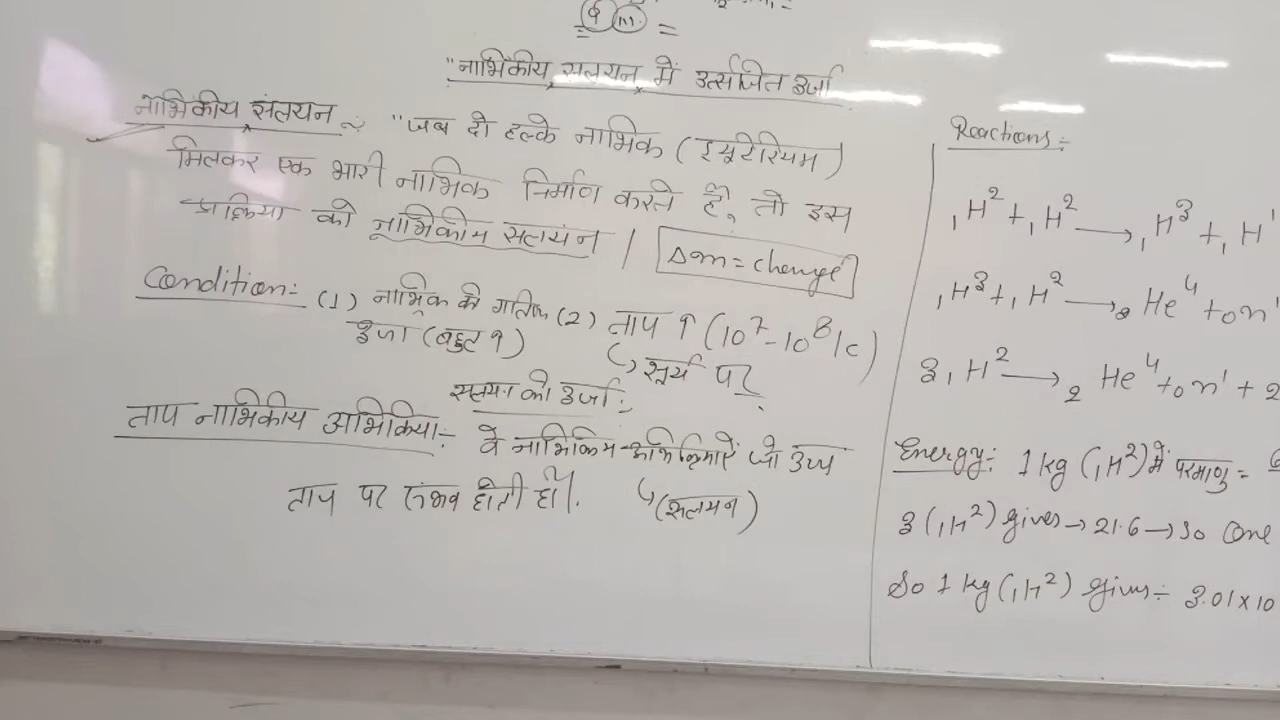 "नाभिकीय संलयन में उत्सर्जित ऊर्जा
नाभिकीय संलयन :- "जब दो हल्के नाभिक (ड्यूटेरियम)
मिलकर एक भारी नाभिक निर्माण करते हैं, तो इस
प्रक्रिया को नाभिकीय संलयन | Δm = change
Condition:- (1) नाभिक की गतिज (2) ताप ↑ (10⁷-10⁸/c)
ऊर्जा (बहुत ↑) ↳ सूर्य पर
संलयन की ऊर्जा :-
ताप नाभिकीय अभिक्रिया :- वे नाभिकीय अभिक्रियाएँ जो उच्च
ताप पर संभव होती हों।
↳ (संलयन)
Reactions :-
₁H² + ₁H² → ₁H³ + ₁H¹
₁H³ + ₁H² → ₂He⁴ + ₀n¹
3 ₁H² → ₂He⁴ + ₀n¹ + 2
Energy: 1 kg (₁H²) में परमाणु = 6
3 (₁H²) gives → 21.6 → So One
So 1 kg (₁H²) gives ÷ 3.01 × 10